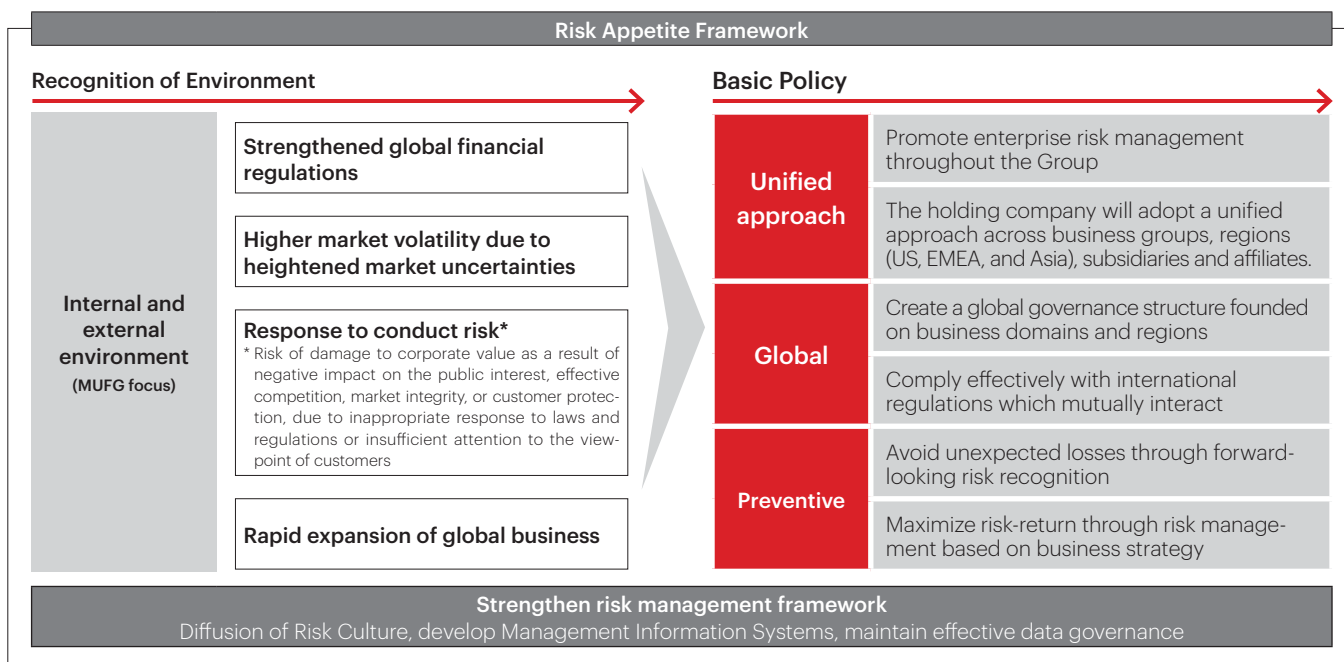 Risk Appetite Framework
Recognition of Environment
Internal and
external
environment
(MUFG focus)
Strengthened global financial
regulations
Higher market volatility due to
heightened market uncertainties
Response to conduct risk*
* Risk of damage to corporate value as a result of
negative impact on the public interest, effective
competition, market integrity, or customer protec-
tion, due to inappropriate response to laws and
regulations or insufficient attention to the view-
point of customers
Rapid expansion of global business
Basic Policy
Unified
approach
Promote enterprise risk management
throughout the Group
The holding company will adopt a unified
approach across business groups, regions
(US, EMEA, and Asia), subsidiaries and affiliates.
Global
Create a global governance structure founded
on business domains and regions
Comply effectively with international
regulations which mutually interact
Preventive
Avoid unexpected losses through forward-
looking risk recognition
Maximize risk-return through risk manage-
ment based on business strategy
Strengthen risk management framework
Diffusion of Risk Culture, develop Management Information Systems, maintain effective data governance